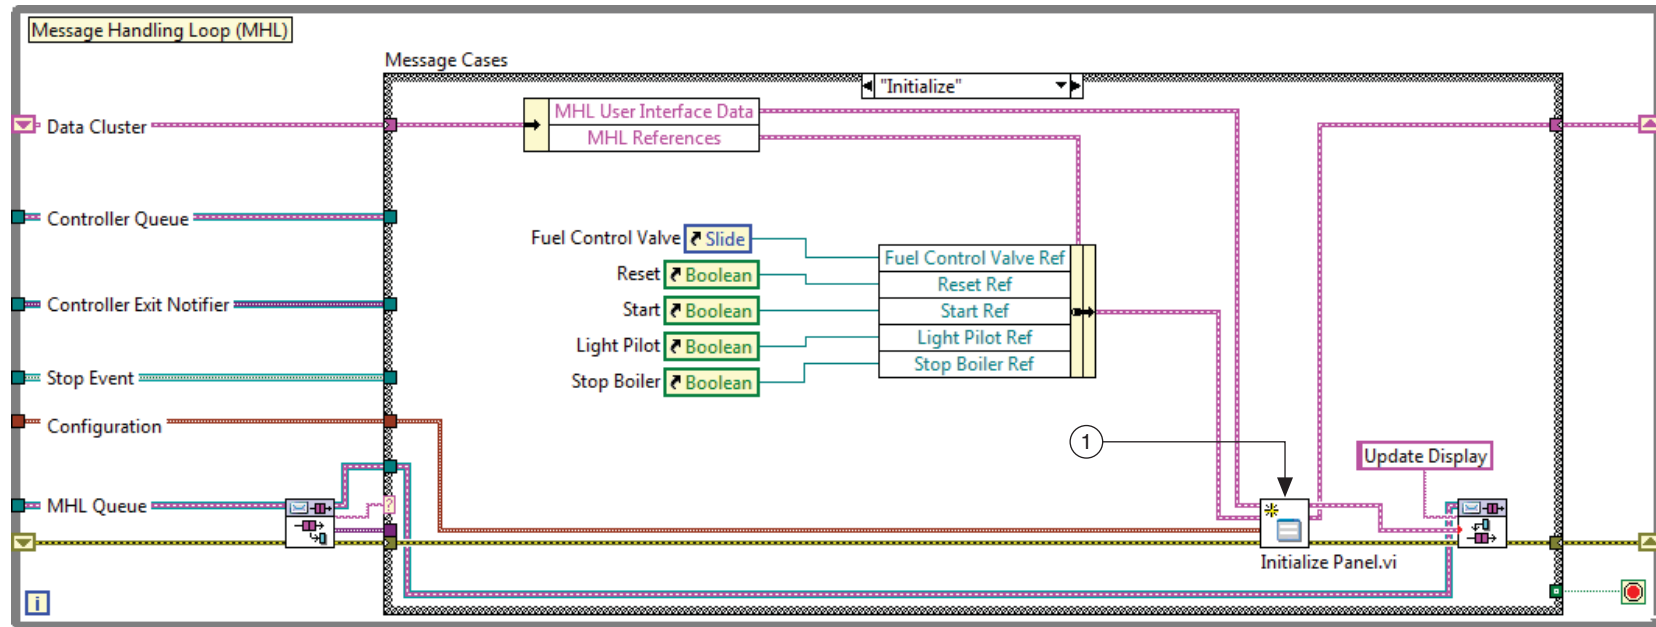 Message Handling Loop (MHL)
Message Cases
"Initialize"
Data Cluster
MHL User Interface Data
MHL References
Controller Queue
Fuel Control Valve
Slide
Fuel Control Valve Ref
Reset
Boolean
Reset Ref
Controller Exit Notifier
Start
Boolean
Start Ref
Light Pilot
Boolean
Light Pilot Ref
Stop Event
Stop Boiler
Boolean
Stop Boiler Ref
Configuration
1
Update Display
MHL Queue
?
Initialize Panel.vi
i